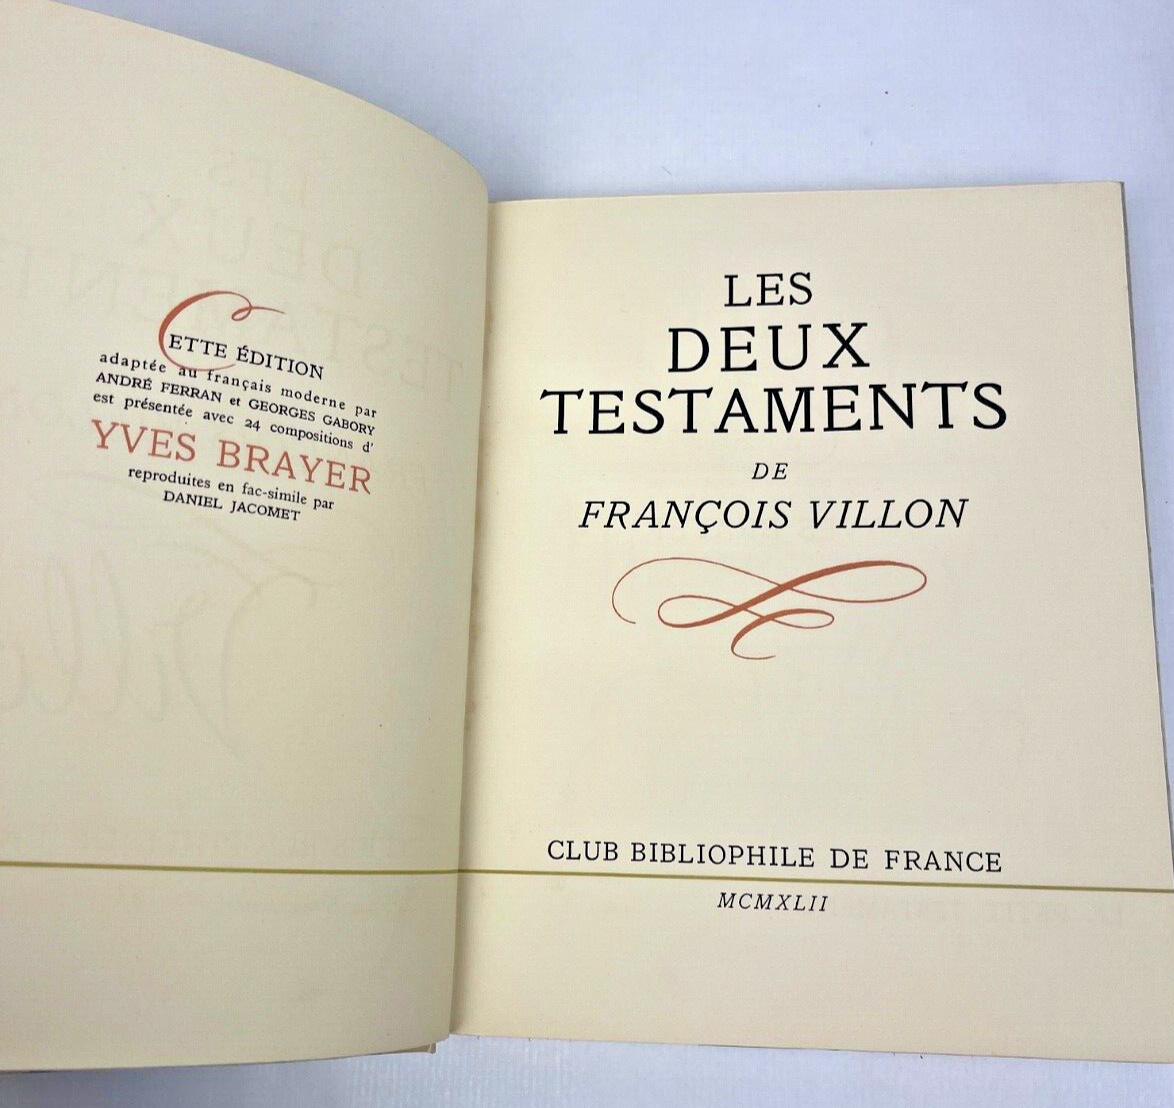 CETTE ÉDITION
adaptée au français moderne par
ANDRÉ FERRAN et GEORGES GABORY
est présentée avec 24 compositions d'
YVES BRAYER
reproduites en fac-simile par
DANIEL JACOMET
LES
DEUX
TESTAMENTS
DE
FRANÇOIS VILLON
CLUB BIBLIOPHILE DE FRANCE
MCMXLII